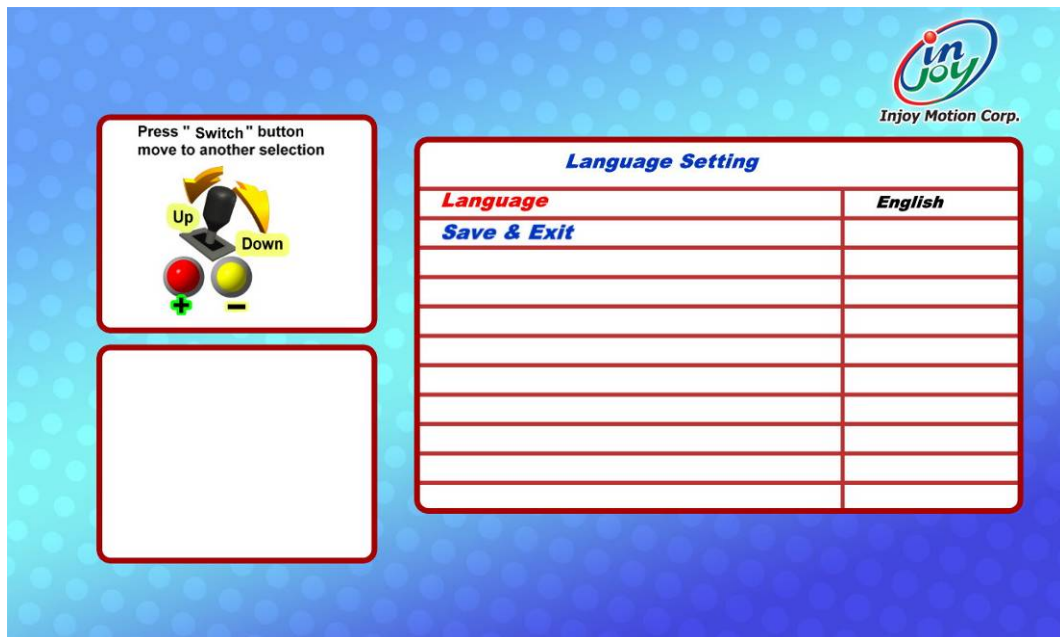 in
joy
Injoy Motion Corp.
Press " Switch " button
move to another selection
Up
Down
+
−
Language Setting
Language English
Save & Exit